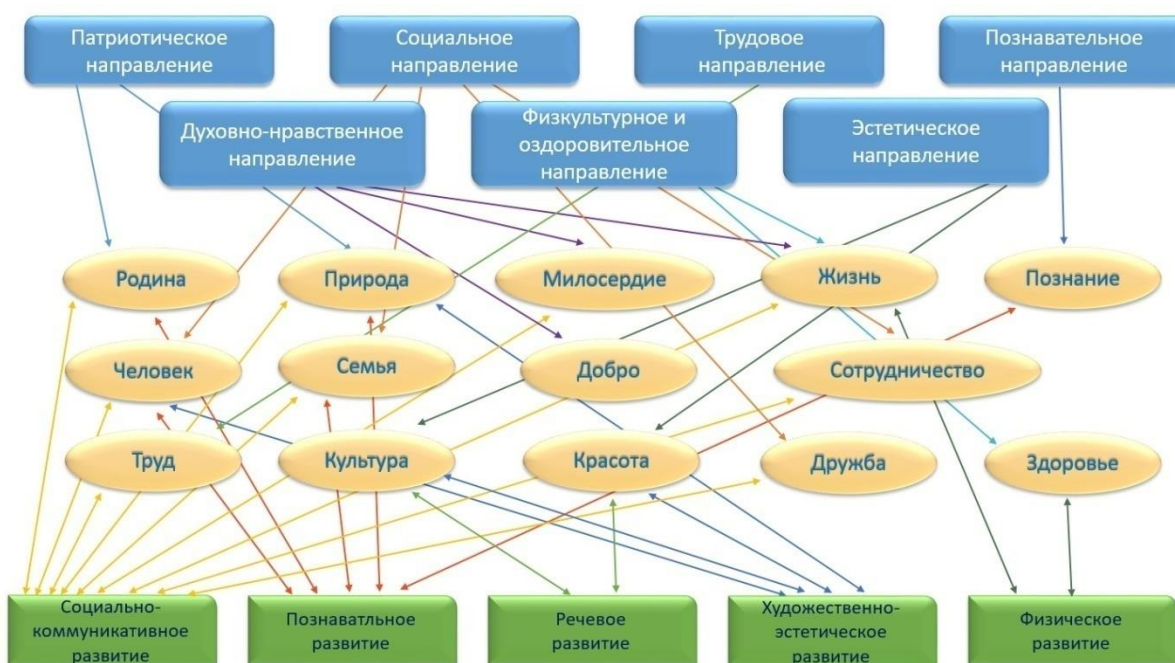 Патриотическое
направление
Социальное
направление
Трудовое
направление
Познавательное
направление
Духовно-нравственное
направление
Физкультурное и
оздоровительное
направление
Эстетическое
направление
Родина
Природа
Милосердие
Жизнь
Познание
Человек
Семья
Добро
Сотрудничество
Труд
Культура
Красота
Дружба
Здоровье
Социально-
коммуникативное
развитие
Познаватльное
развитие
Речевое
развитие
Художественно-
эстетическое
развитие
Физическое
развитие